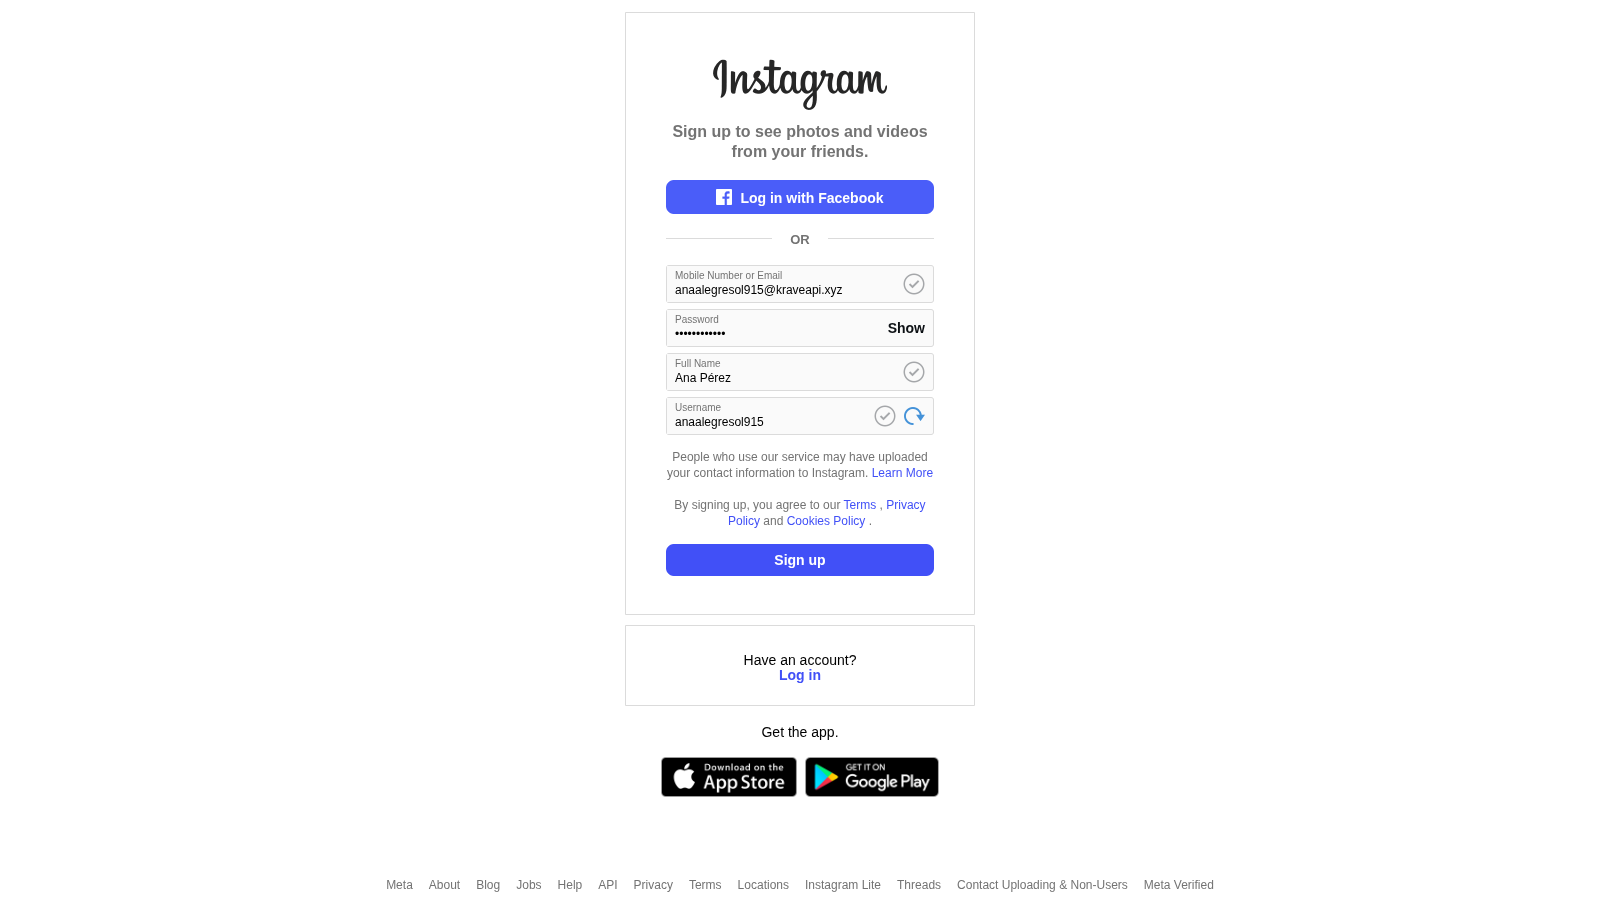 Instagram
Sign up to see photos and videos
from your friends.
Log in with Facebook
OR
Mobile Number or Email
anaalegresol915@kraveapi.xyz
Password
••••••••••••
Show
Full Name
Ana Pérez
Username
anaalegresol915
People who use our service may have uploaded
your contact information to Instagram. Learn More
By signing up, you agree to our Terms , Privacy
Policy and Cookies Policy .
Sign up
Have an account?
Log in
Get the app.
Download on the
App Store
GET IT ON
Google Play
Meta About Blog Jobs Help API Privacy Terms Locations Instagram Lite Threads Contact Uploading & Non-Users Meta Verified